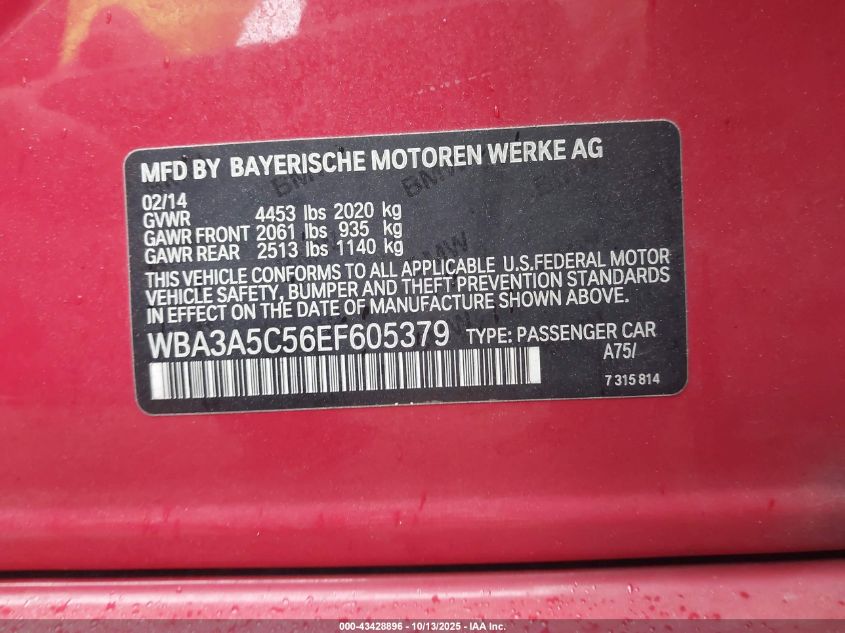 MFD BY BAYERISCHE MOTOREN WERKE AG
02/14
GVWR 4453 lbs 2020 kg
GAWR FRONT 2061 lbs 935 kg
GAWR REAR 2513 lbs 1140 kg
THIS VEHICLE CONFORMS TO ALL APPLICABLE U.S.FEDERAL MOTOR
VEHICLE SAFETY, BUMPER AND THEFT PREVENTION STANDARDS
IN EFFECT ON THE DATE OF MANUFACTURE SHOWN ABOVE.
WBA3A5C56EF605379 TYPE: PASSENGER CAR
A75/
7 315 814
000-43428896 - 10/13/2025 - IAA, Inc.